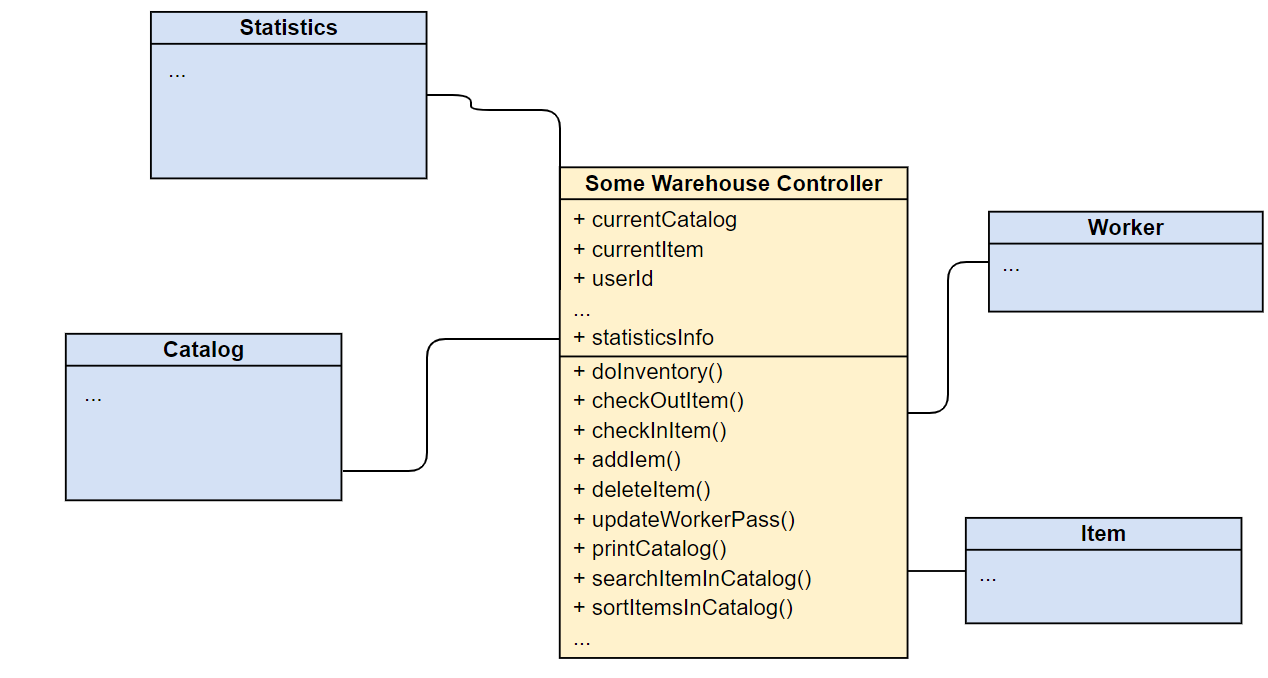 Statistics
...
Some Warehouse Controller
+ currentCatalog
+ currentItem
+ userId
...
+ statisticsInfo
+ doInventory()
+ checkOutItem()
+ checkInItem()
+ addIem()
+ deleteItem()
+ updateWorkerPass()
+ printCatalog()
+ searchItemInCatalog()
+ sortItemsInCatalog()
...
Worker
...
Catalog
...
Item
...